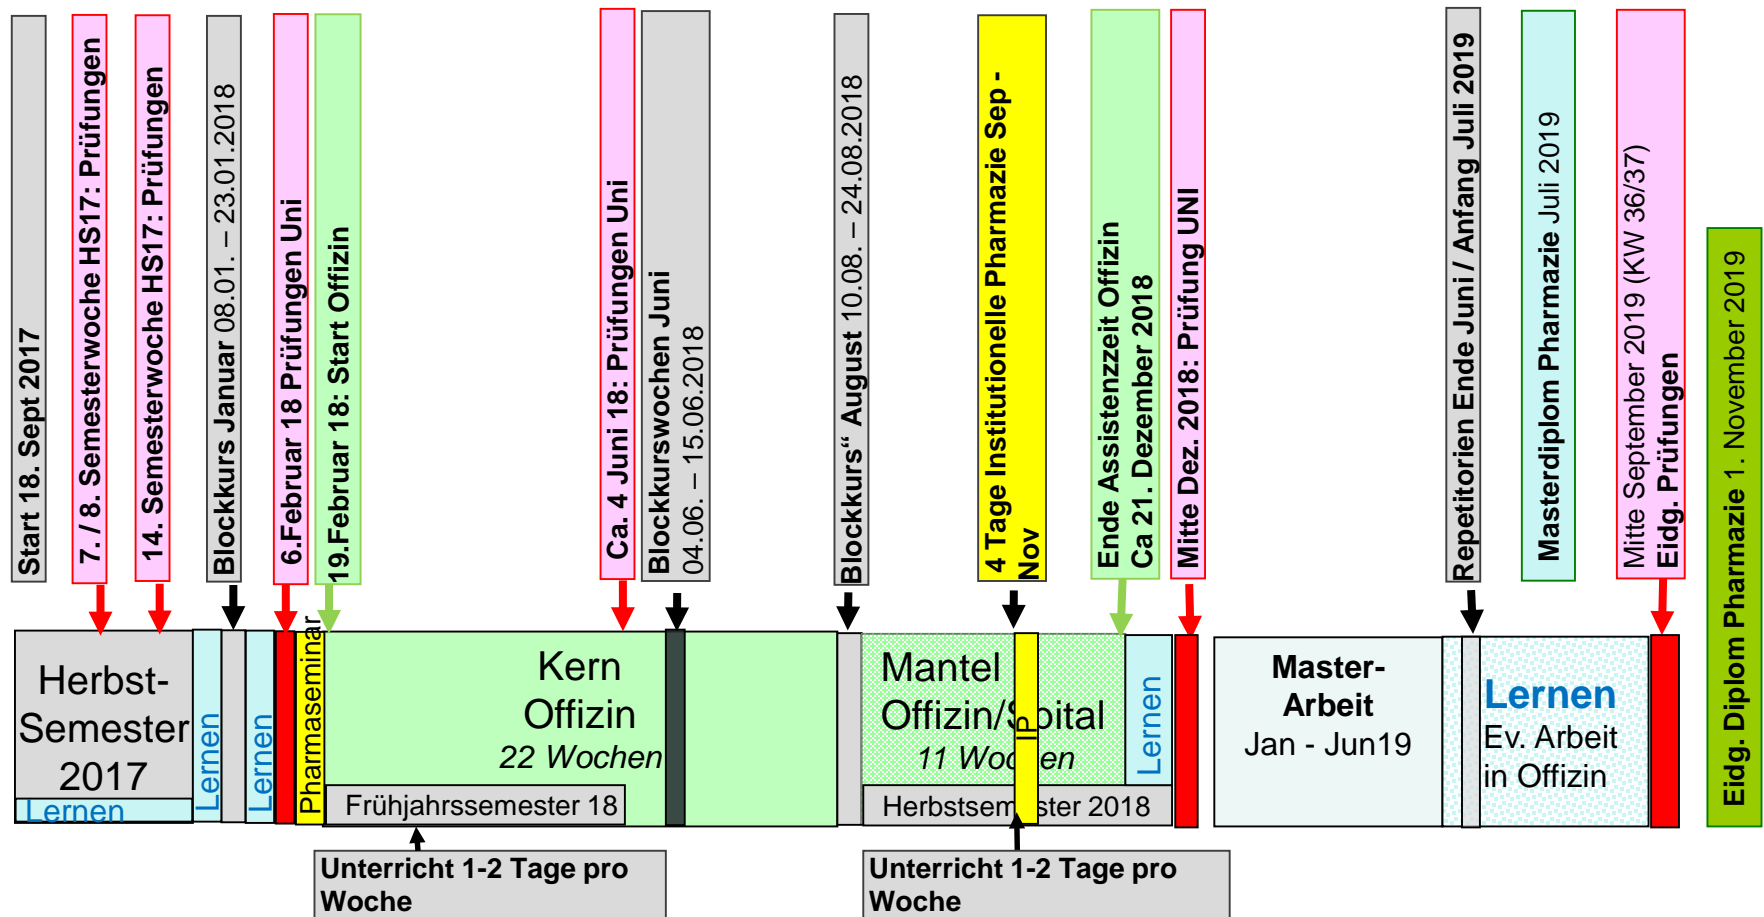 Start 18. Sept 2017
7. / 8. Semesterwoche HS17: Prüfungen
14. Semesterwoche HS17: Prüfungen
Blockkurs Januar 08.01. – 23.01.2018
6.Februar 18 Prüfungen Uni
19.Februar 18: Start Offizin
Ca. 4 Juni 18: Prüfungen Uni
Blockkurswochen Juni
04.06. – 15.06.2018
Blockkurs“ August 10.08. – 24.08.2018
4 Tage Institutionelle Pharmazie Sep -
Nov
Ende Assistenzzeit Offizin
Ca 21. Dezember 2018
Mitte Dez. 2018: Prüfung UNI
Repetitorien Ende Juni / Anfang Juli 2019
Masterdiplom Pharmazie Juli 2019
Mitte September 2019 (KW 36/37)
Eidg. Prüfungen
Eidg. Diplom Pharmazie 1. November 2019
Herbst-
Semester
2017
Lernen
Lernen
Lernen
Pharmaseminar
Kern
Offizin
22 Wochen
Frühjahrssemester 18
Mantel
Offizin/Spital
11 Wochen
IP
Herbstsemester 2018
Lernen
Master-
Arbeit
Jan - Jun19
Lernen
Ev. Arbeit
in Offizin
Unterricht 1-2 Tage pro
Woche
Unterricht 1-2 Tage pro
Woche